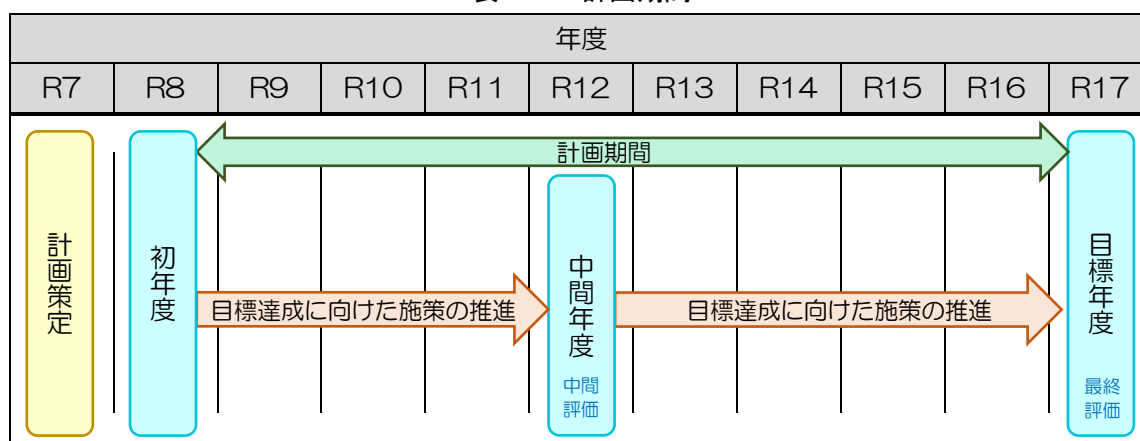 年度
R7 R8 R9 R10 R11 R12 R13 R14 R15 R16 R17
計画期間
計画策定
初年度
目標達成に向けた施策の推進
中間年度
中間
評価
目標達成に向けた施策の推進
目標年度
最終
評価